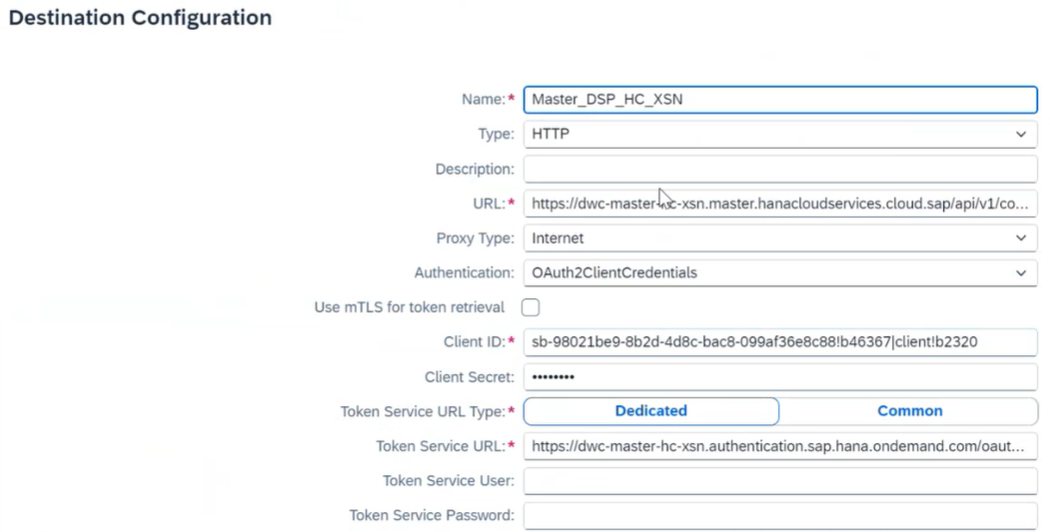 Destination Configuration
Name:* Master_DSP_HC_XSN
Type: HTTP
Description:
URL:* https://dwc-master-hc-xsn.master.hanacloudservices.cloud.sap/api/v1/co...
Proxy Type: Internet
Authentication: OAuth2ClientCredentials
Use mTLS for token retrieval
Client ID:* sb-98021be9-8b2d-4d8c-bac8-099af36e8c88!b46367|client!b2320
Client Secret: ••••••••
Token Service URL Type:* Dedicated Common
Token Service URL:* https://dwc-master-hc-xsn.authentication.sap.hana.ondemand.com/oaut...
Token Service User:
Token Service Password: